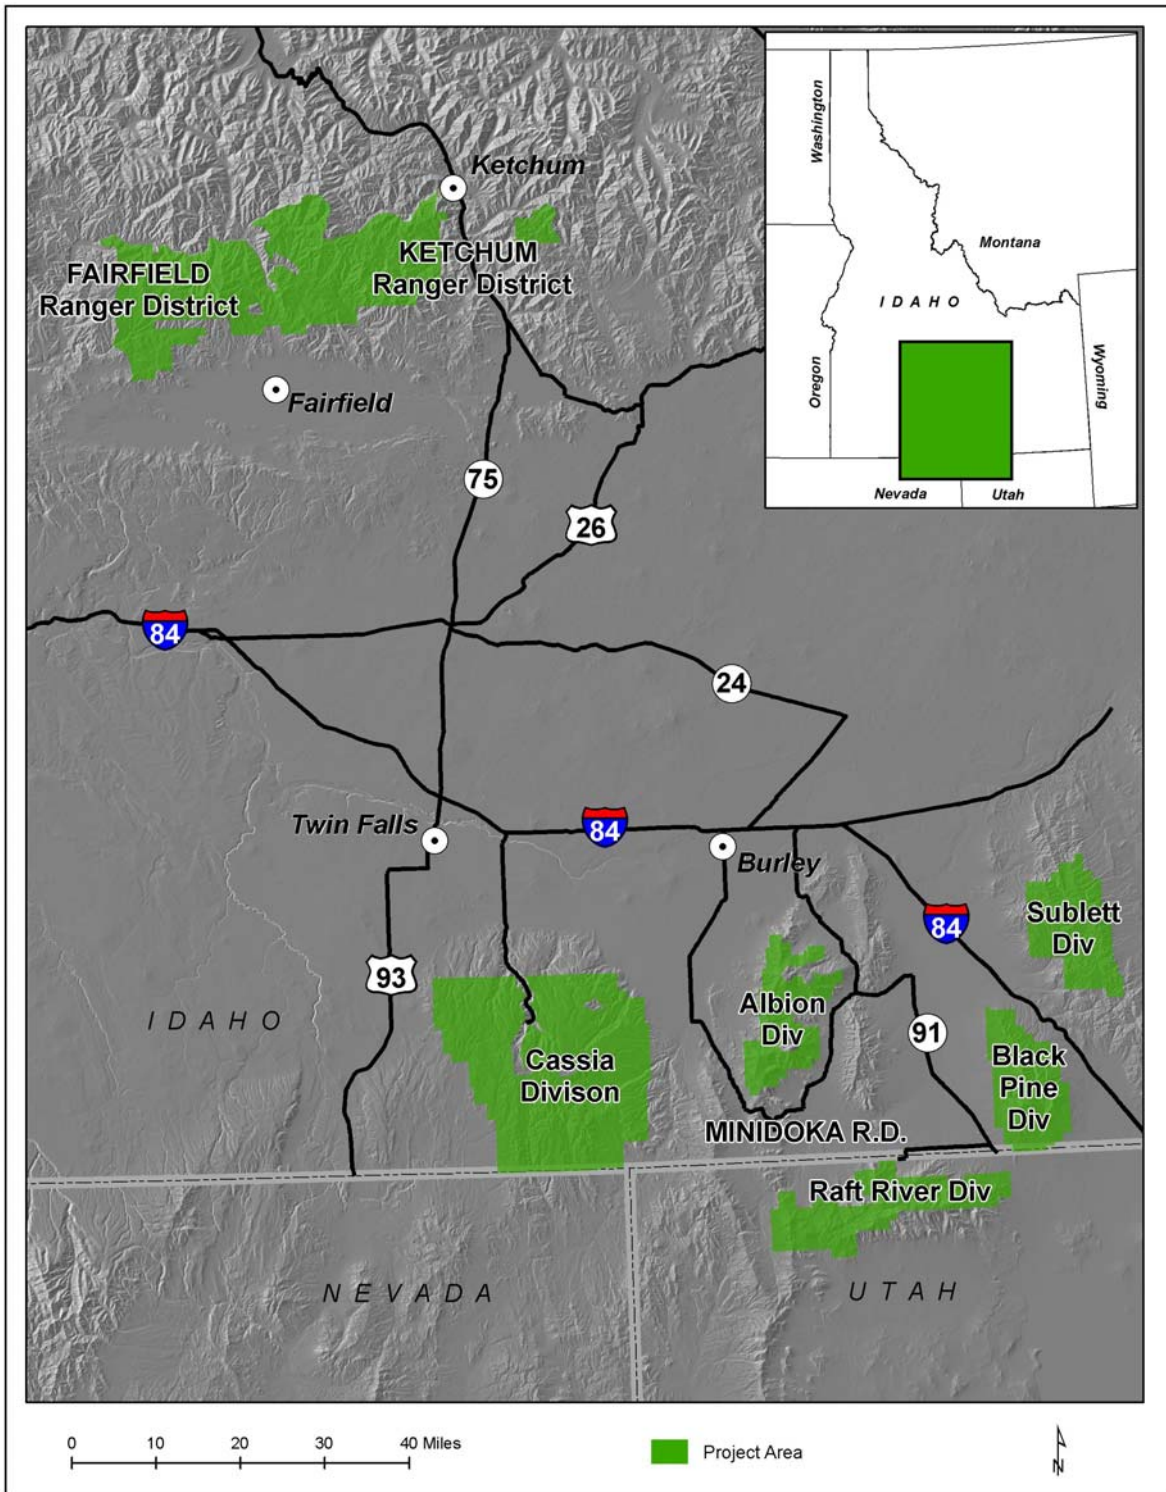 Ketchum
KETCHUM
Ranger District
FAIRFIELD
Ranger District
Fairfield
Washington
Montana
IDAHO
Oregon
Wyoming
Nevada
Utah
75
26
84
24
Twin Falls
84
Burley
84
Sublett
Div
93
IDAHO
Albion
Div
91
Cassia
Divison
Black
Pine
Div
MINIDOKA R.D.
Raft River Div
NEVADA
UTAH
0 10 20 30 40 Miles
Project Area
N